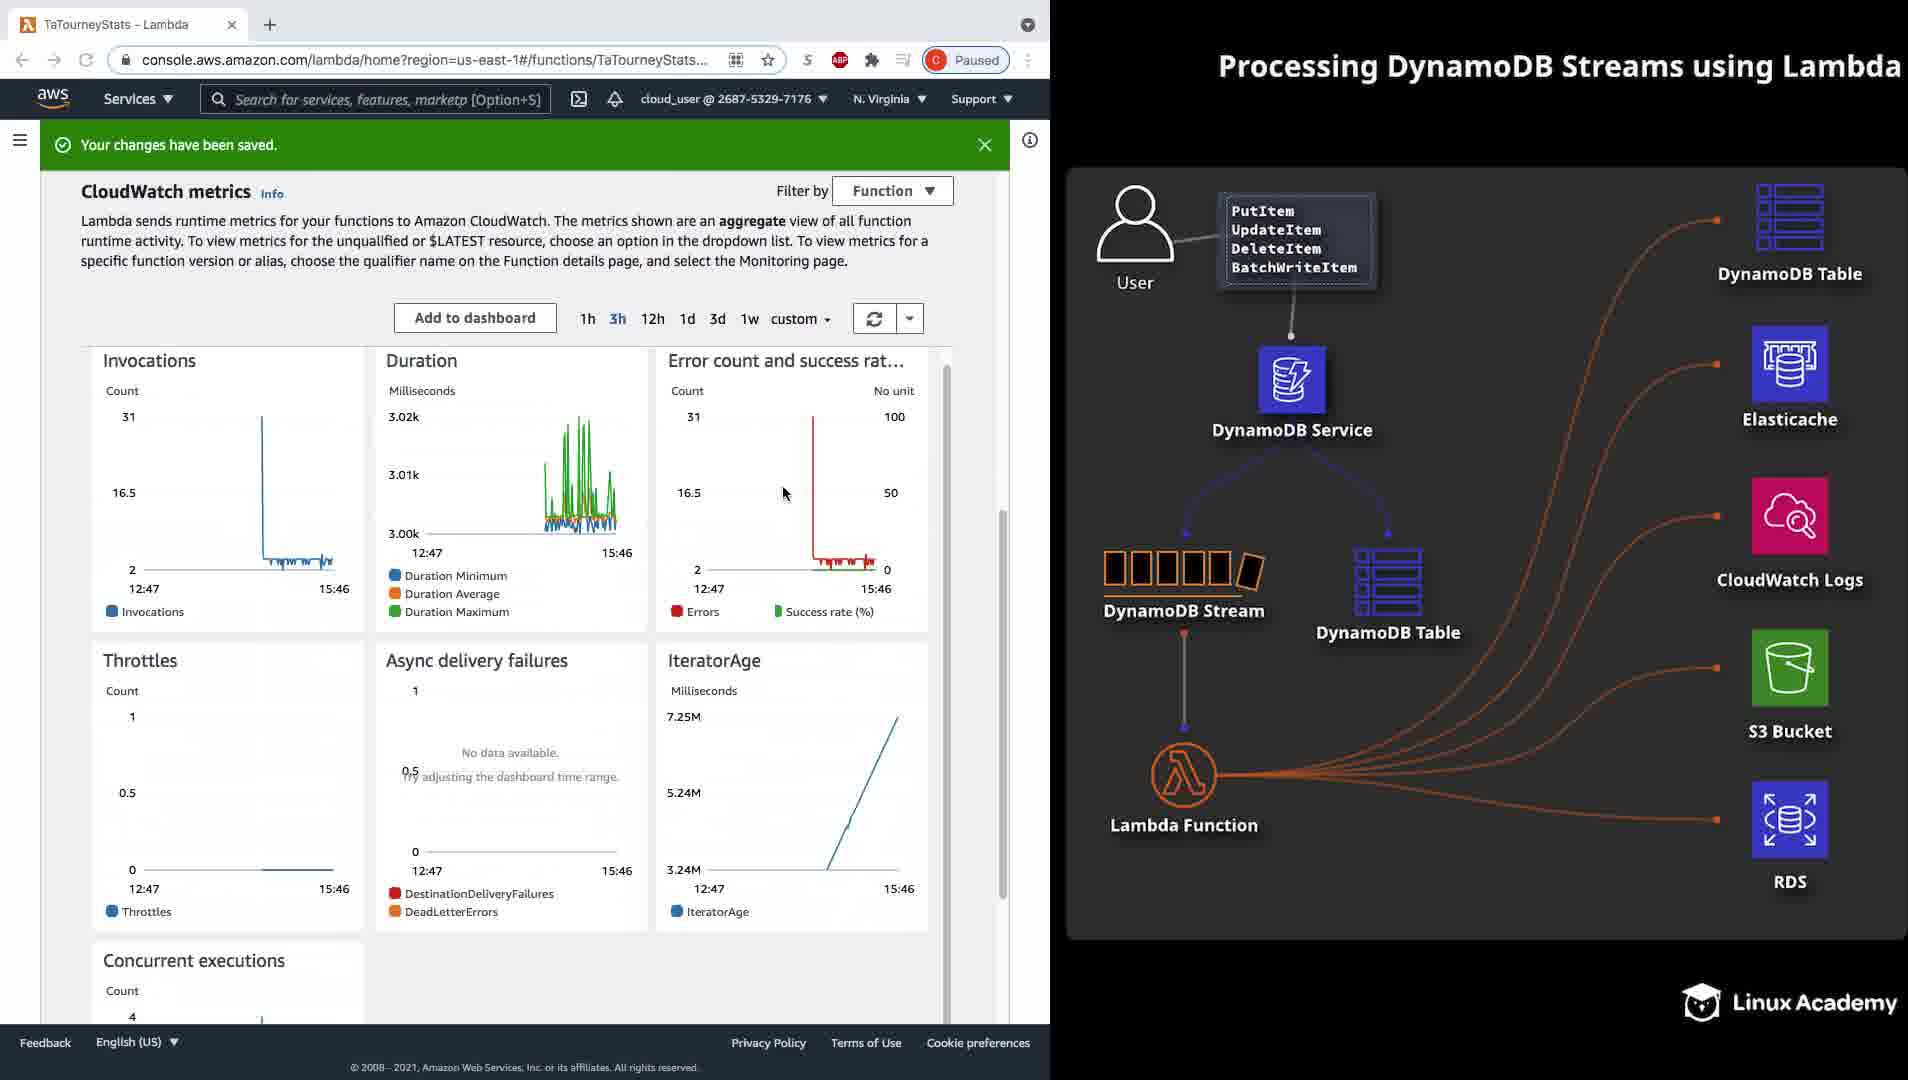 TaTourneyStats – Lambda
console.aws.amazon.com/lambda/home?region=us-east-1#/functions/TaTourneyStats...
ABP
C Paused
aws
Services
Search for services, features, marketp [Option+S]
cloud_user @ 2687-5329-7176
N. Virginia
Support
Your changes have been saved.
CloudWatch metrics Info
Filter by
Function
Lambda sends runtime metrics for your functions to Amazon CloudWatch. The metrics shown are an aggregate view of all function
runtime activity. To view metrics for the unqualified or $LATEST resource, choose an option in the dropdown list. To view metrics for a
specific function version or alias, choose the qualifier name on the Function details page, and select the Monitoring page.
Add to dashboard
1h 3h 12h 1d 3d 1w custom
Invocations
Count
31
16.5
2
12:47 15:46
Invocations
Duration
Milliseconds
3.02k
3.01k
3.00k
12:47 15:46
Duration Minimum
Duration Average
Duration Maximum
Error count and success rat...
Count No unit
31 100
16.5 50
2 0
12:47 15:46
Errors Success rate (%)
Throttles
Count
1
0.5
0
12:47 15:46
Throttles
Async delivery failures
1
No data available.
0.5
Try adjusting the dashboard time range.
0
12:47 15:46
DestinationDeliveryFailures
DeadLetterErrors
IteratorAge
Milliseconds
7.25M
5.24M
3.24M
12:47 15:46
IteratorAge
Concurrent executions
Count
4
Feedback
English (US)
Privacy Policy
Terms of Use
Cookie preferences
© 2008 - 2021, Amazon Web Services, Inc. or its affiliates. All rights reserved.
Processing DynamoDB Streams using Lambda
User
PutItem
UpdateItem
DeleteItem
BatchWriteItem
DynamoDB Service
DynamoDB Stream
DynamoDB Table
Lambda Function
DynamoDB Table
Elasticache
CloudWatch Logs
S3 Bucket
RDS
Linux Academy